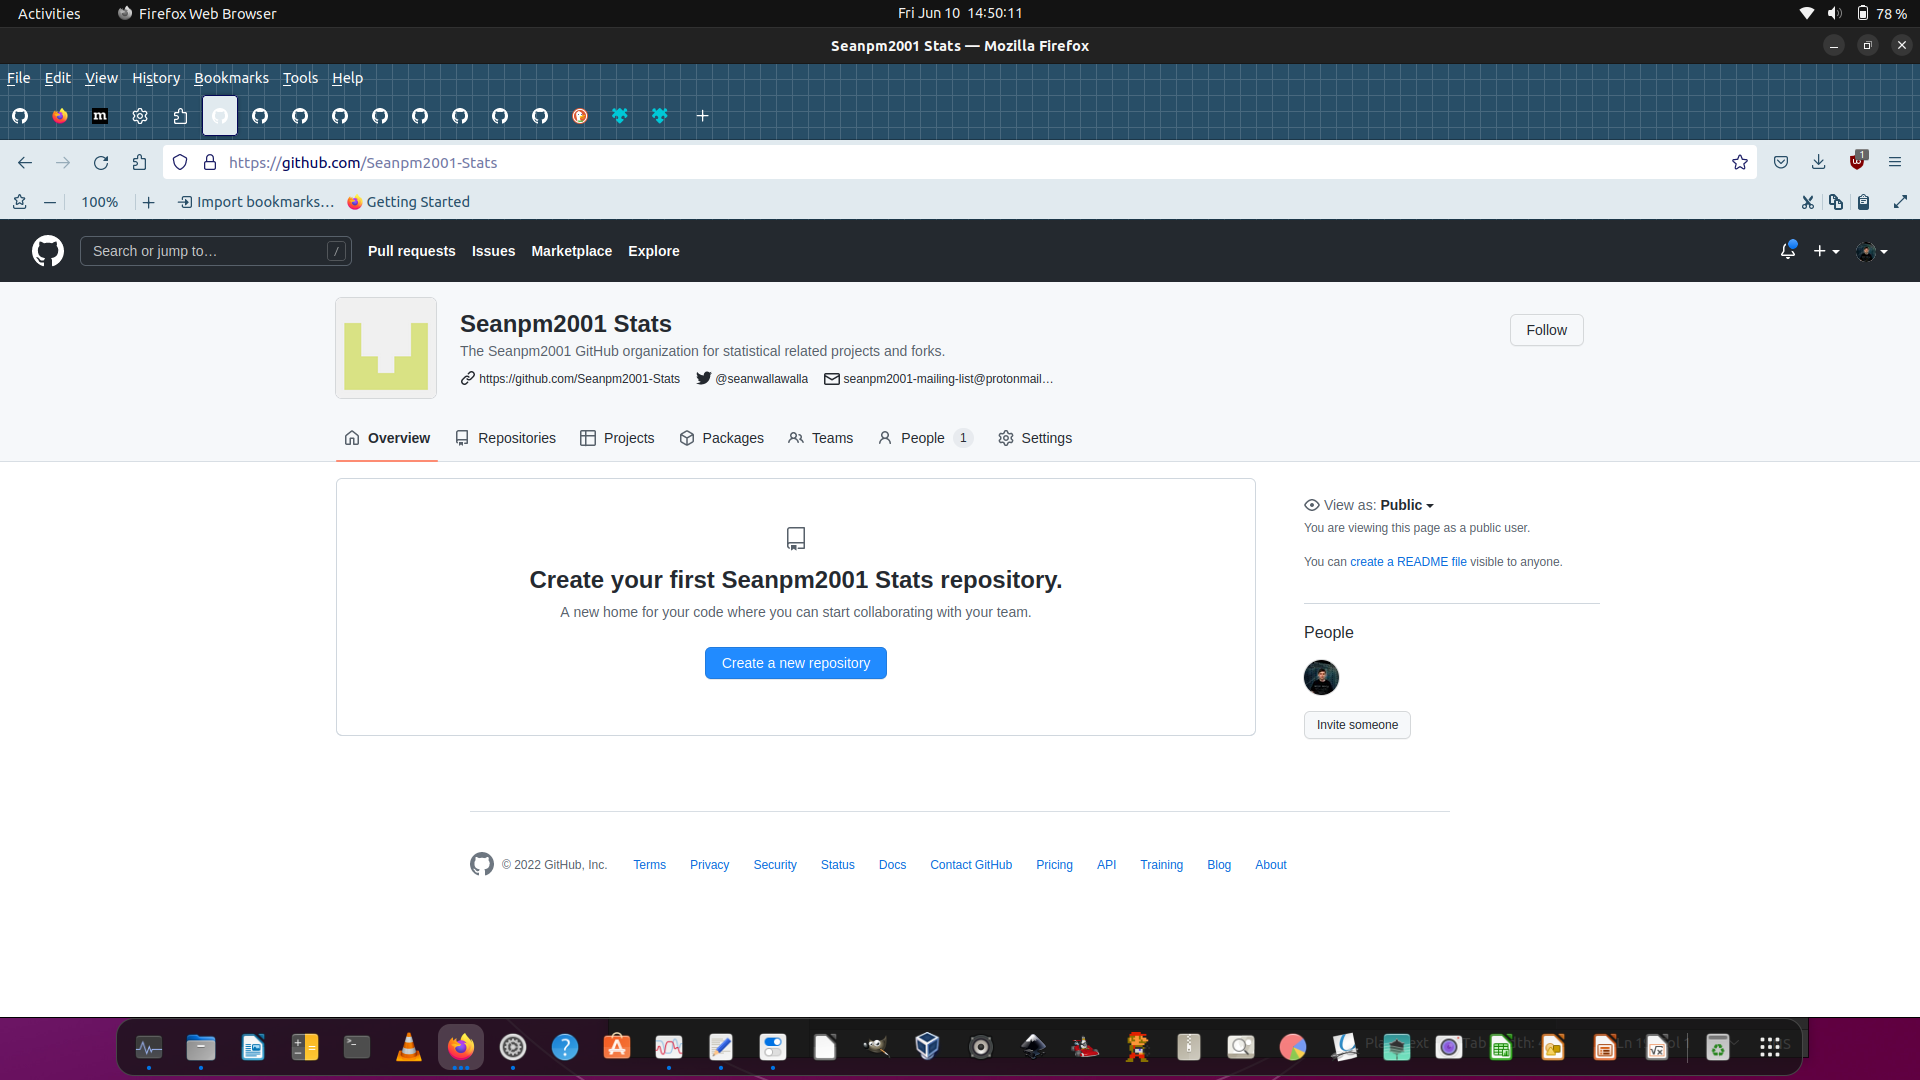 Activities Firefox Web Browser Fri Jun 10 14:50:11 78 %
Seanpm2001 Stats — Mozilla Firefox
File Edit View History Bookmarks Tools Help
https://github.com/Seanpm2001-Stats 1
100% Import bookmarks… Getting Started
Search or jump to… / Pull requests Issues Marketplace Explore
Seanpm2001 Stats
Follow
The Seanpm2001 GitHub organization for statistical related projects and forks.
https://github.com/Seanpm2001-Stats @seanwallawalla seanpm2001-mailing-list@protonmail…
Overview Repositories Projects Packages Teams People 1 Settings
View as: Public
You are viewing this page as a public user.
You can create a README file visible to anyone.
Create your first Seanpm2001 Stats repository.
A new home for your code where you can start collaborating with your team.
Create a new repository
People
Invite someone
© 2022 GitHub, Inc. Terms Privacy Security Status Docs Contact GitHub Pricing API Training Blog About